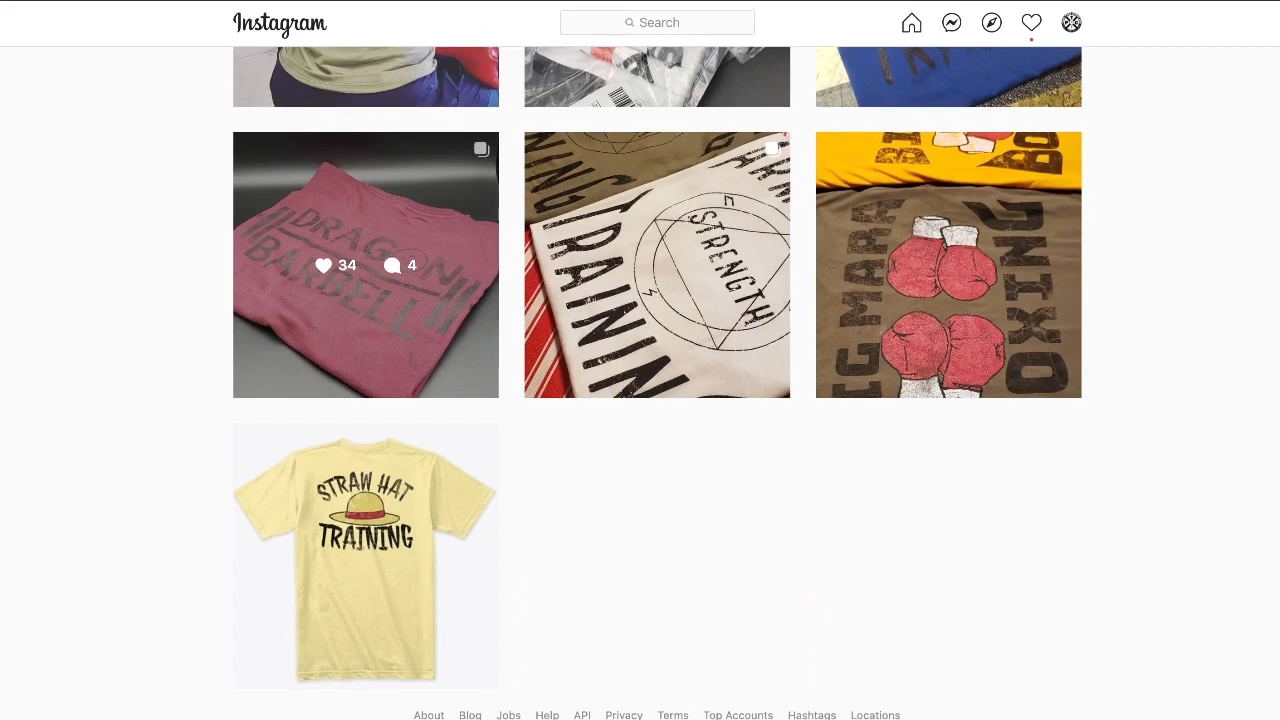 Instagram
Search
DRAGON
BARBELL
34
4
TRAINING
STRENGTH
BOXING
STRAW HAT
TRAINING
About Blog Jobs Help API Privacy Terms Top Accounts Hashtags Locations